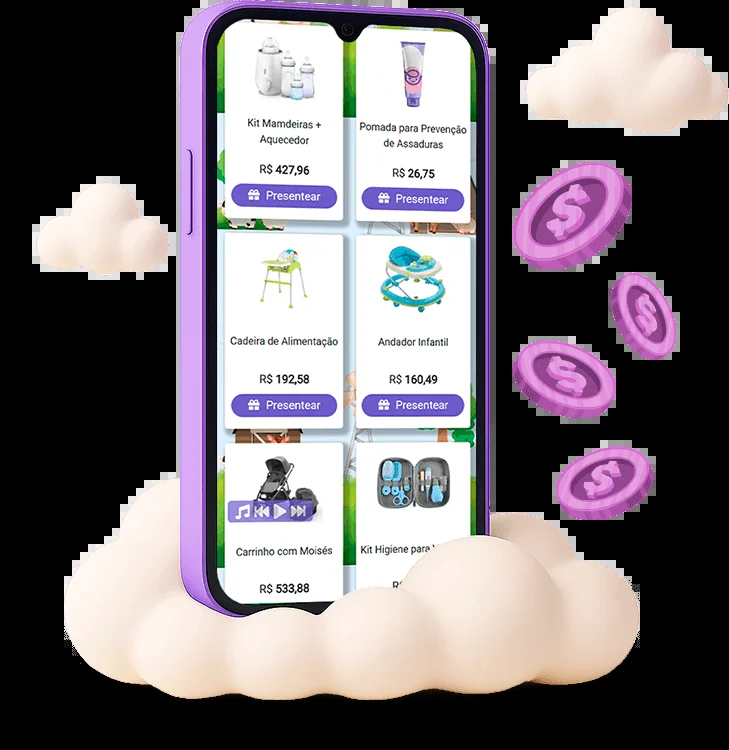 Kit Mamdeiras +
Aquecedor
R$ 427,96
Presentear
Pomada para Prevenção
de Assaduras
R$ 26,75
Presentear
Cadeira de Alimentação
R$ 192,58
Presentear
Andador Infantil
R$ 160,49
Presentear
Carrinho com Moisés
R$ 533,88
Kit Higiene para
$
$
$
$